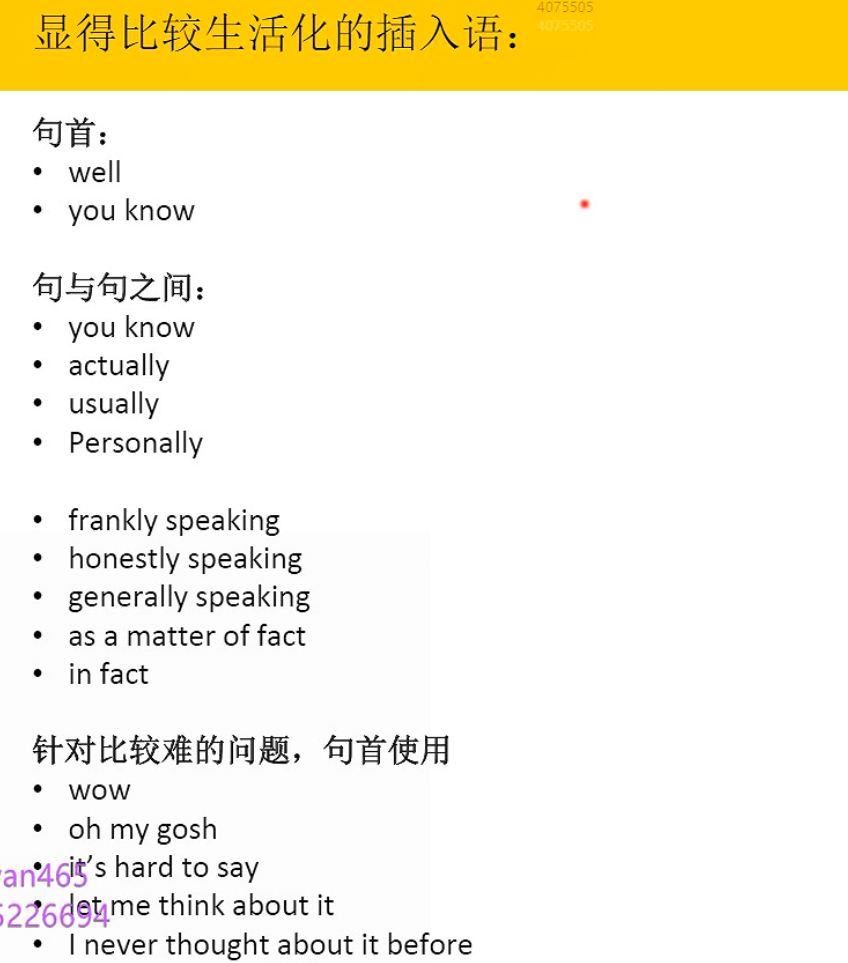 显得比较生活化的插入语：
4075505
4075505
句首：
• well
• you know
句与句之间：
• you know
• actually
• usually
• Personally
• frankly speaking
• honestly speaking
• generally speaking
• as a matter of fact
• in fact
针对比较难的问题，句首使用
• wow
• oh my gosh
• it’s hard to say
an465
• let me think about it
5226694
• I never thought about it before